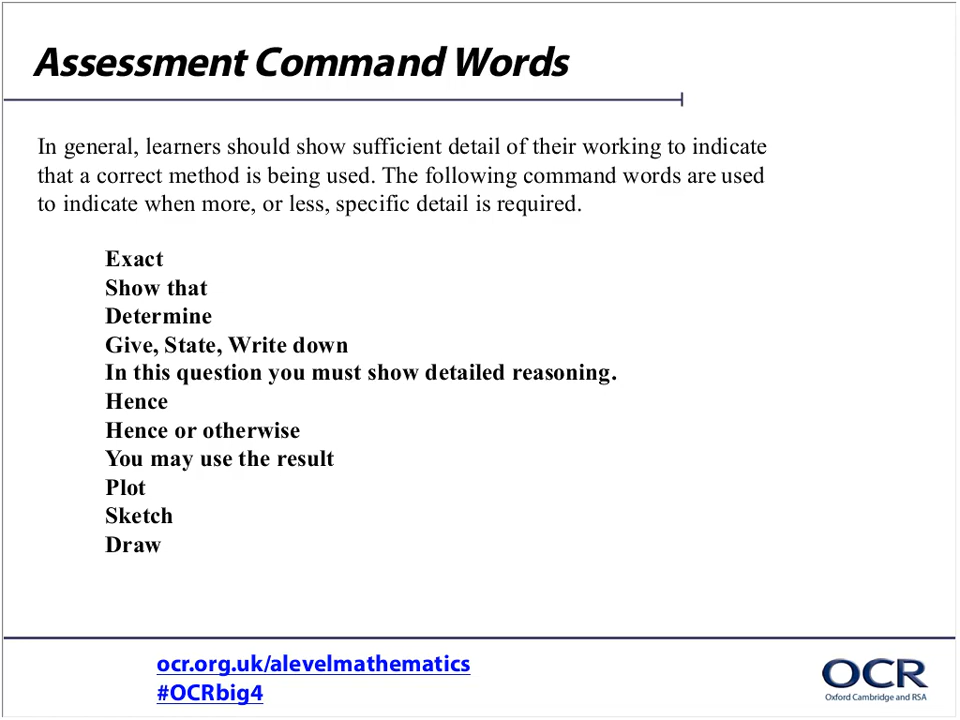 Assessment Command Words
In general, learners should show sufficient detail of their working to indicate
that a correct method is being used. The following command words are used
to indicate when more, or less, specific detail is required.
Exact
Show that
Determine
Give, State, Write down
In this question you must show detailed reasoning.
Hence
Hence or otherwise
You may use the result
Plot
Sketch
Draw
ocr.org.uk/alevelmathematics
#OCRbig4
OCR
Oxford Cambridge and RSA